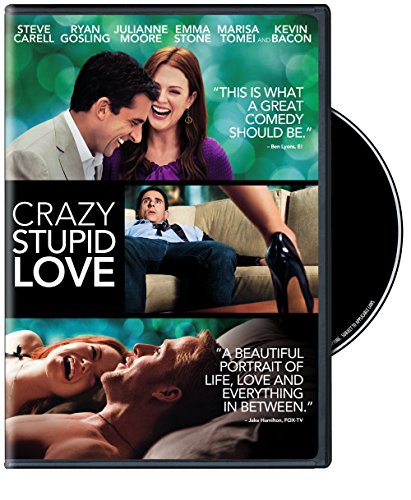 STEVE CARELL RYAN GOSLING JULIANNE MOORE EMMA STONE MARISA TOMEI AND KEVIN BACON
"THIS IS WHAT
A GREAT
COMEDY
SHOULD BE."
– Ben Lyons, E!
CRAZY
STUPID
LOVE
"A BEAUTIFUL
PORTRAIT OF
LIFE, LOVE AND
EVERYTHING
IN BETWEEN."
– Jake Hamilton, FOX-TV